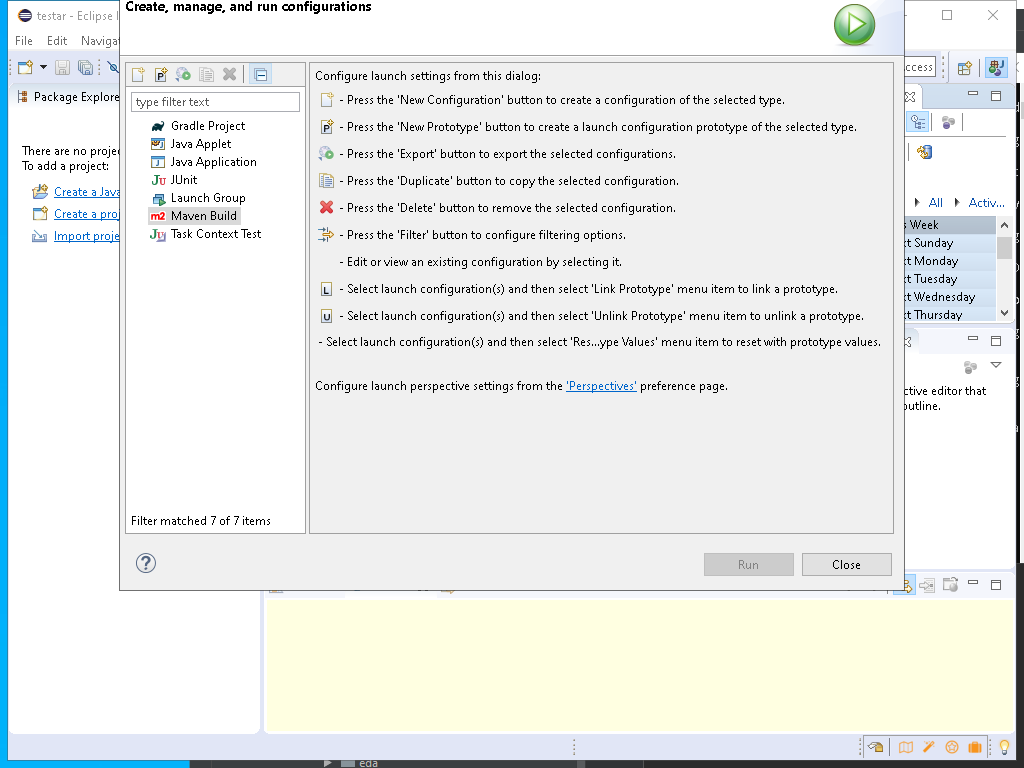 Create, manage, and run configurations
testar - Eclipse
File Edit Naviga
cess
Package Explore
type filter text
Gradle Project
Java Applet
Java Application
JUnit
Launch Group
Maven Build
Task Context Test
Filter matched 7 of 7 items
There are no proje
To add a project:
Create a Java
Create a proj
Import proje
Configure launch settings from this dialog:
- Press the 'New Configuration' button to create a configuration of the selected type.
- Press the 'New Prototype' button to create a launch configuration prototype of the selected type.
- Press the 'Export' button to export the selected configurations.
- Press the 'Duplicate' button to copy the selected configuration.
- Press the 'Delete' button to remove the selected configuration.
- Press the 'Filter' button to configure filtering options.
- Edit or view an existing configuration by selecting it.
- Select launch configuration(s) and then select 'Link Prototype' menu item to link a prototype.
- Select launch configuration(s) and then select 'Unlink Prototype' menu item to unlink a prototype.
- Select launch configuration(s) and then select 'Res...ype Values' menu item to reset with prototype values.
Configure launch perspective settings from the 'Perspectives' preference page.
All Activ...
s Week
xt Sunday
xt Monday
xt Tuesday
xt Wednesday
xt Thursday
ctive editor that
outline.
Run Close
eda